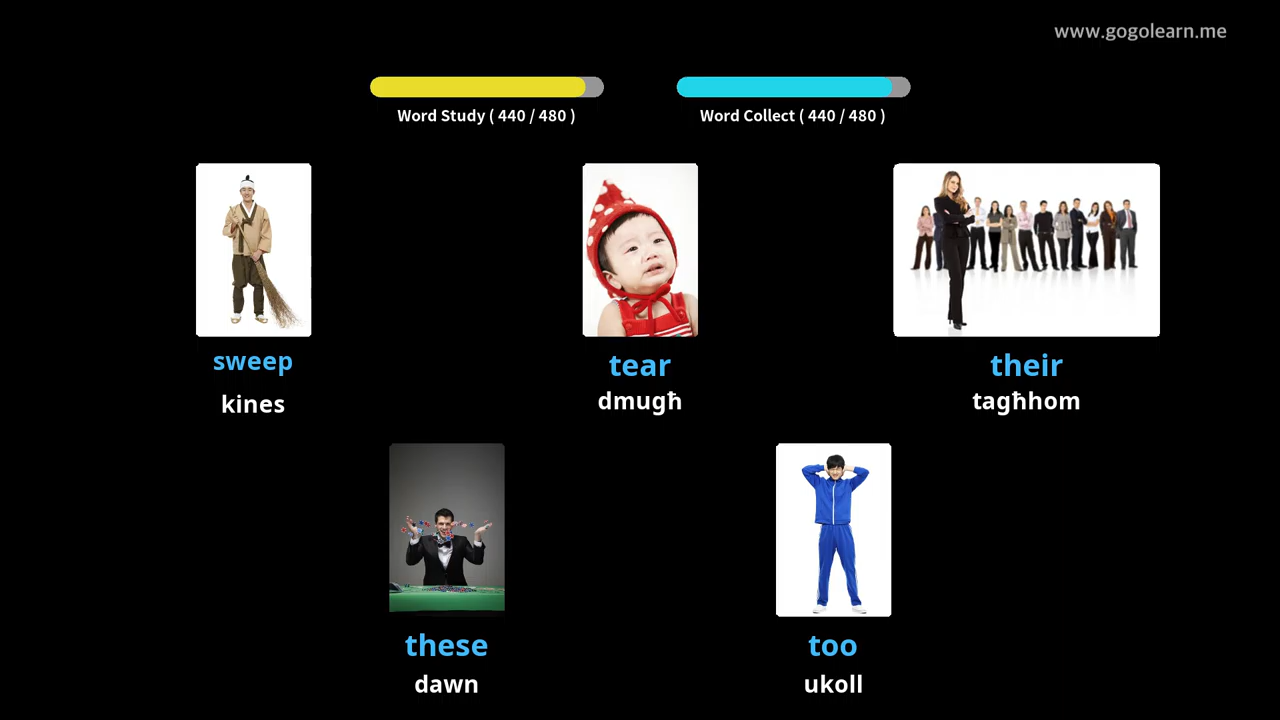 www.gogolearn.me
Word Study ( 440 / 480 )
Word Collect ( 440 / 480 )
sweep
kines
tear
dmugħ
their
tagħhom
these
dawn
too
ukoll